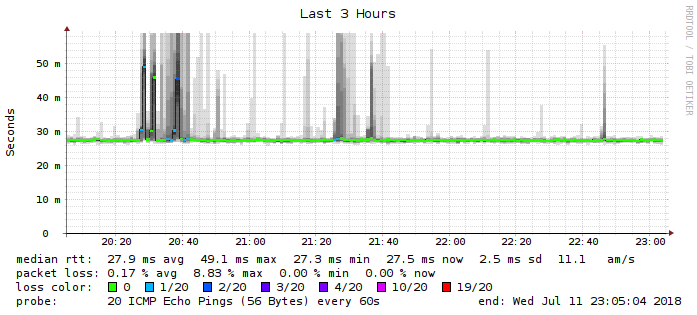 Last 3 Hours
RRDTOOL / TOBI OETIKER
Seconds
50 m
40 m
30 m
20 m
10 m
0
20:20 20:40 21:00 21:20 21:40 22:00 22:20 22:40 23:00
median rtt: 27.9 ms avg 49.1 ms max 27.3 ms min 27.5 ms now 2.5 ms sd 11.1 am/s
packet loss: 0.17 % avg 8.83 % max 0.00 % min 0.00 % now
loss color: 0 1/20 2/20 3/20 4/20 10/20 19/20
probe: 20 ICMP Echo Pings (56 Bytes) every 60s end: Wed Jul 11 23:05:04 2018